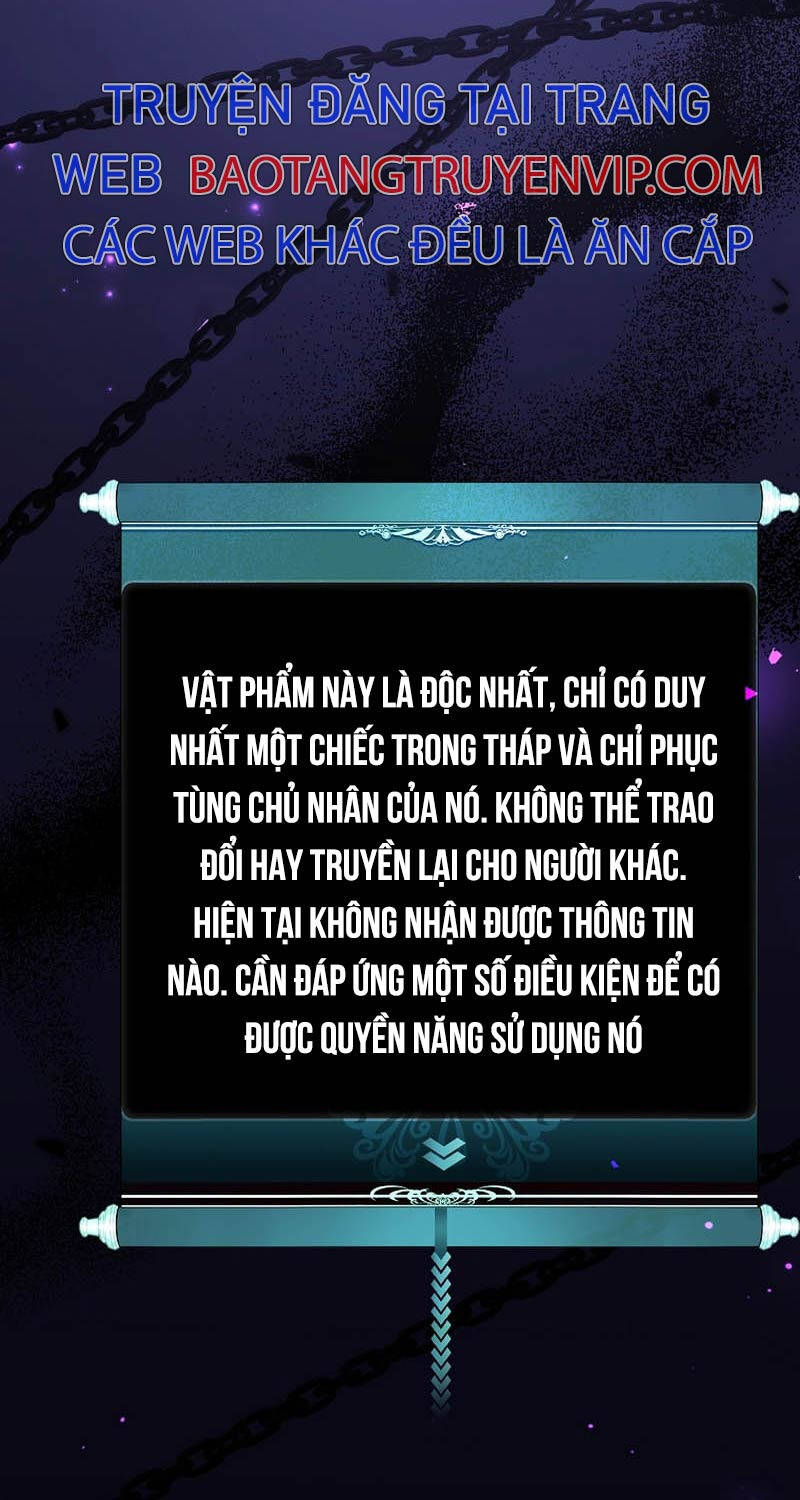 TRUYỆN ĐĂNG TẠI TRANG
WEB BAOTANGTRUYENVIP.COM
CÁC WEB KHÁC ĐỀU LÀ ĂN CẮP
VẬT PHẨM NÀY LÀ ĐỘC NHẤT, CHỈ CÓ DUY
NHẤT MỘT CHIẾC TRONG THÁP VÀ CHỈ PHỤC
TÙNG CHỦ NHÂN CỦA NÓ. KHÔNG THỂ TRAO
ĐỔI HAY TRUYỀN LẠI CHO NGƯỜI KHÁC.
HIỆN TẠI KHÔNG NHẬN ĐƯỢC THÔNG TIN
NÀO. CẦN ĐÁP ỨNG MỘT SỐ ĐIỀU KIỆN ĐỂ CÓ
ĐƯỢC QUYỀN NĂNG SỬ DỤNG NÓ